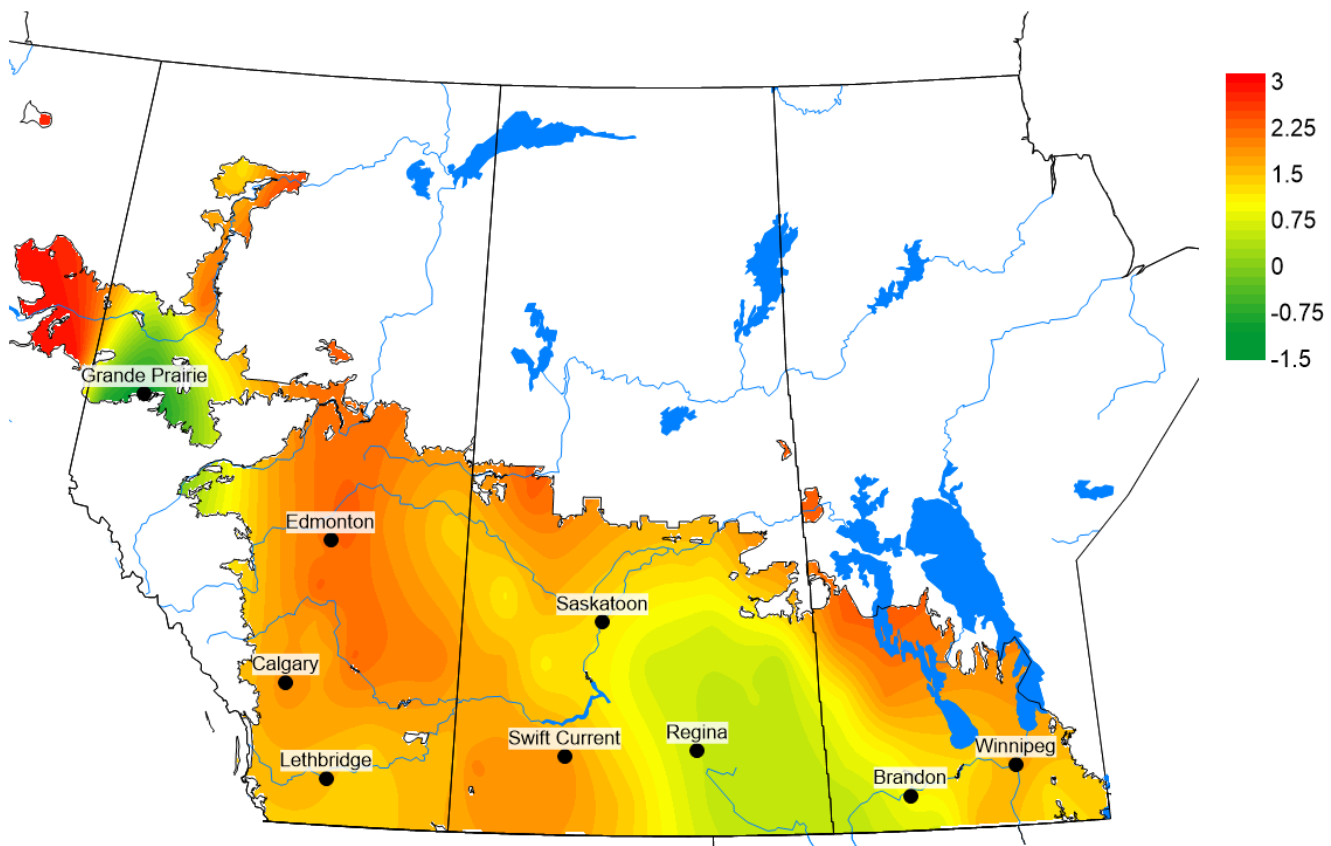 3
2.25
1.5
0.75
0
-0.75
-1.5
Grande Prairie
Edmonton
Saskatoon
Calgary
Swift Current
Regina
Lethbridge
Winnipeg
Brandon